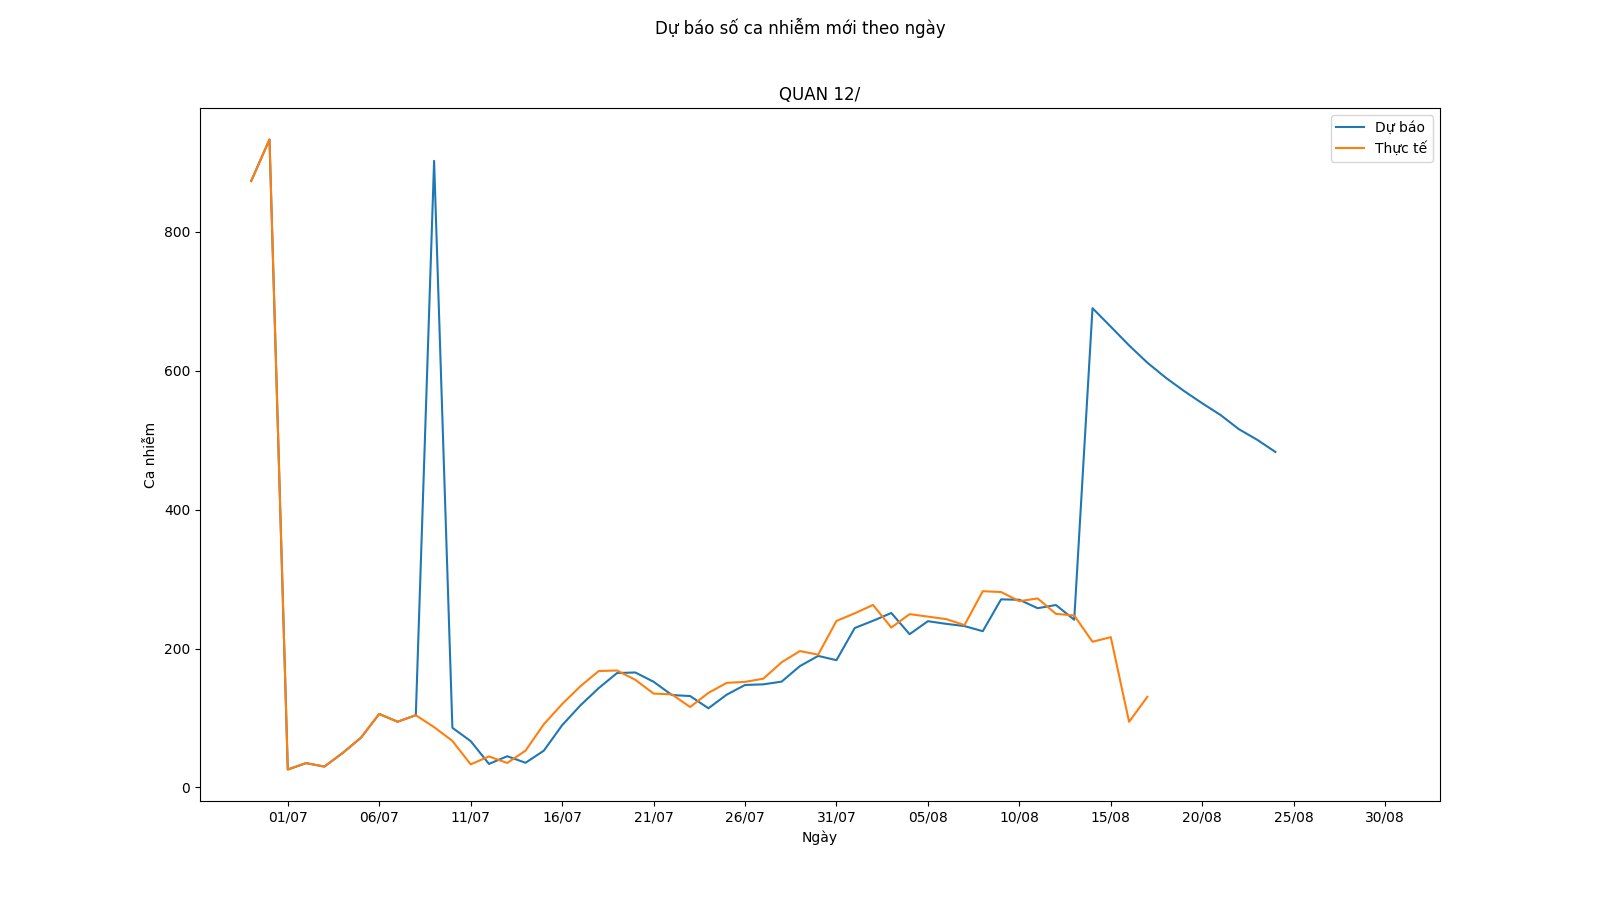 Dự báo số ca nhiễm mới theo ngày
QUAN 12/
Dự báo
Thực tế
Ca nhiễm
800
600
400
200
0
01/07 06/07 11/07 16/07 21/07 26/07 31/07 05/08 10/08 15/08 20/08 25/08 30/08
Ngày